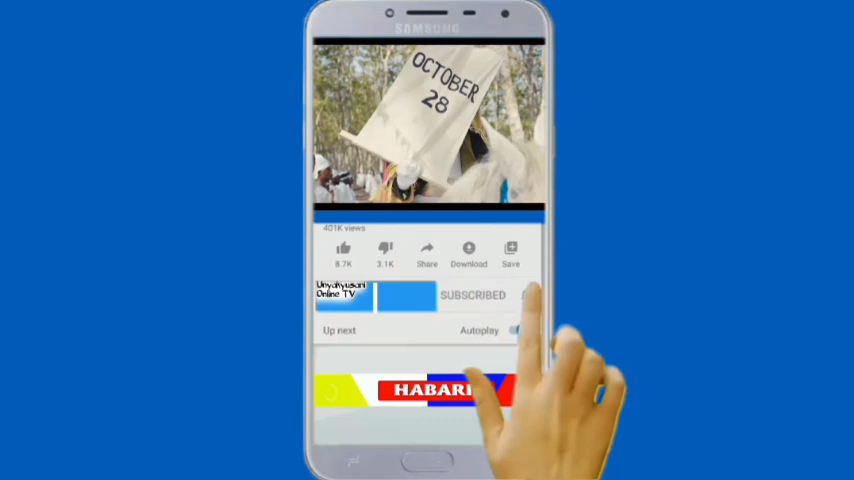 SAMSUNG
OCTOBER
28
401K views
8.7K
3.1K
Share
Download
Save
Unyakyusani
Online TV
SUBSCRIBED
Up next
Autoplay
HABARI